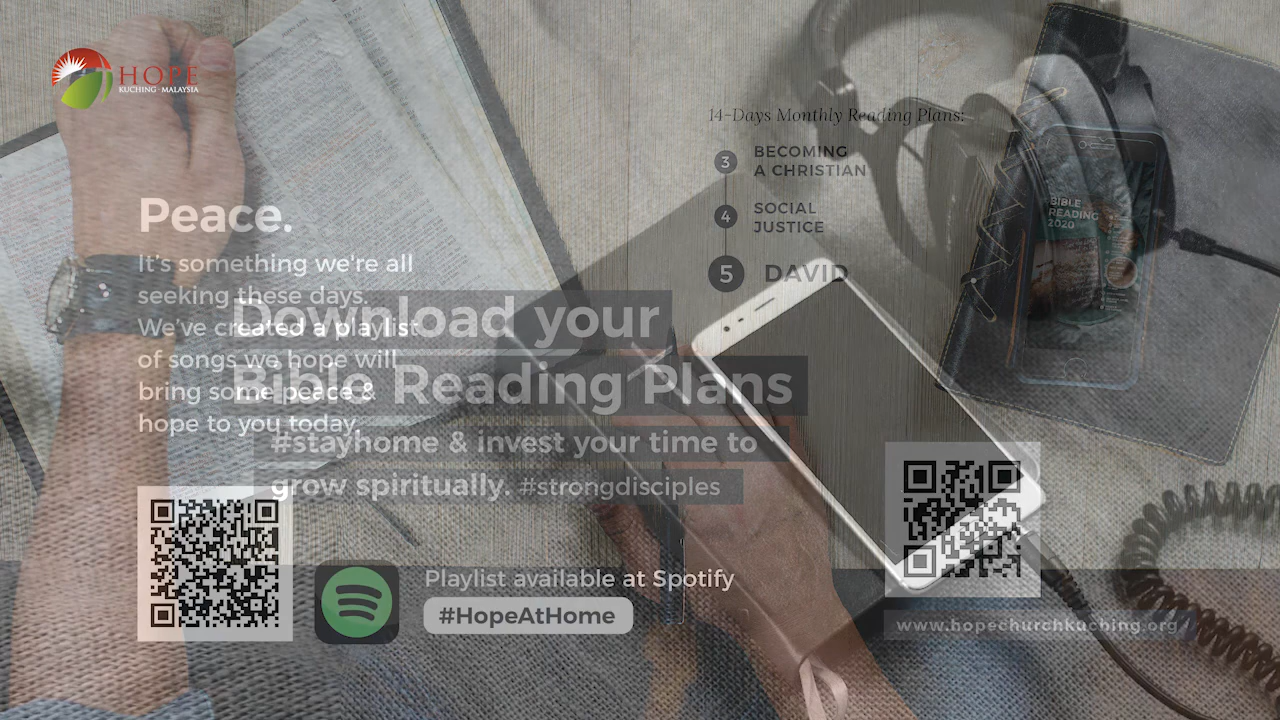 HOPE
KUCHING - MALAYSIA
14-Days Monthly Reading Plans:
3
BECOMING
A CHRISTIAN
4
SOCIAL
JUSTICE
5
DAVID
BIBLE
READING
2020
Peace.
It's something we're all
seeking these days.
We've created a playlist
of songs we hope will
bring some peace &
hope to you today.
Download your
Bible Reading Plans
#stayhome & invest your time to
grow spiritually. #strongdisciples
Playlist available at Spotify
#HopeAtHome
www.hopechurchkuching.org